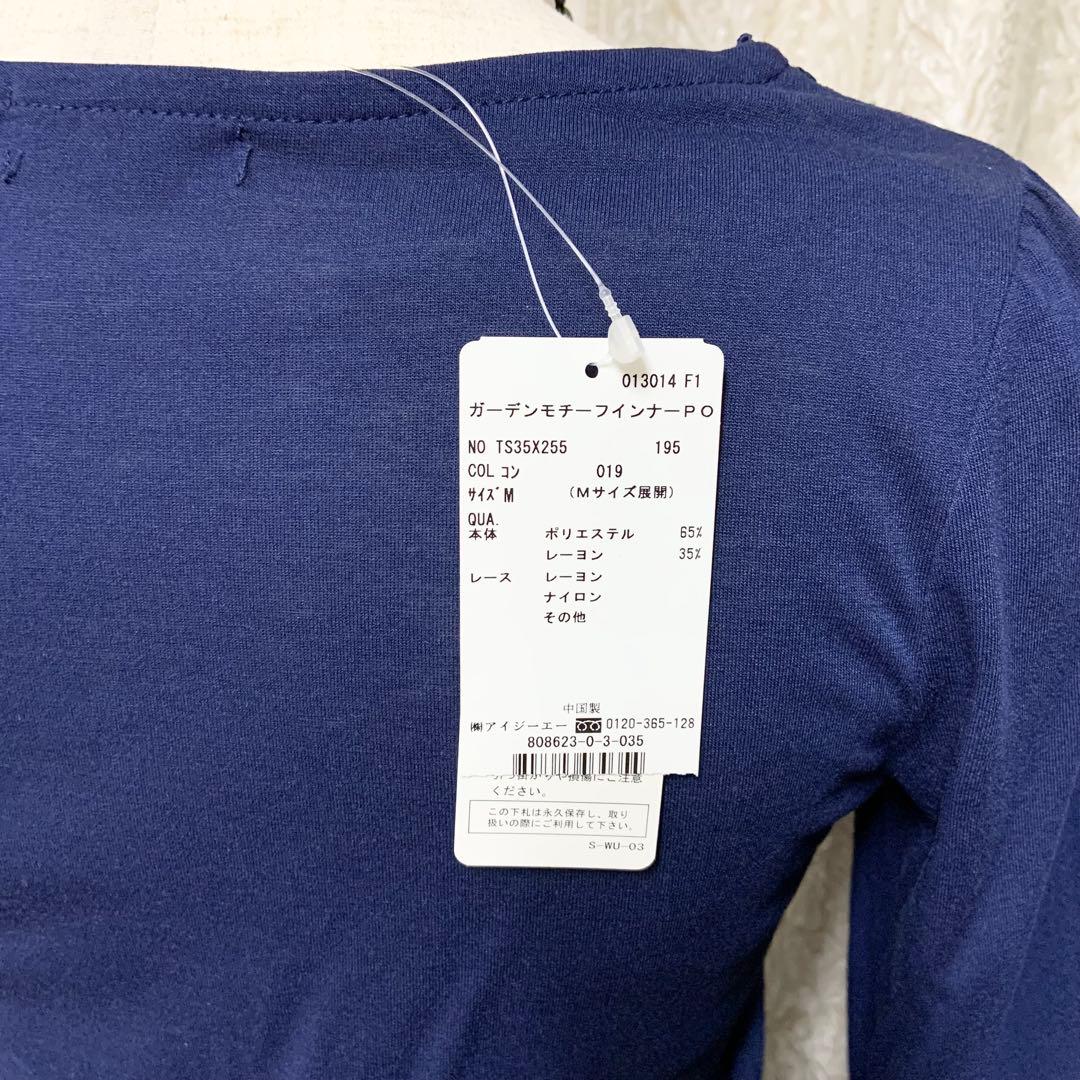 013014 F1
ガーデンモチーフインナーPO
NO TS35X255 195
COL コン 019
サイズ M (Mサイズ展開)
QUA.
本体 ポリエステル 65%
レーヨン 35%
レース レーヨン
ナイロン
その他
中国製
㈱アイジーエー 0120-365-128
808623-0-3-035
ください。
この下札は永久保存し、取り
扱いの際にご利用して下さい。
S-WU-03